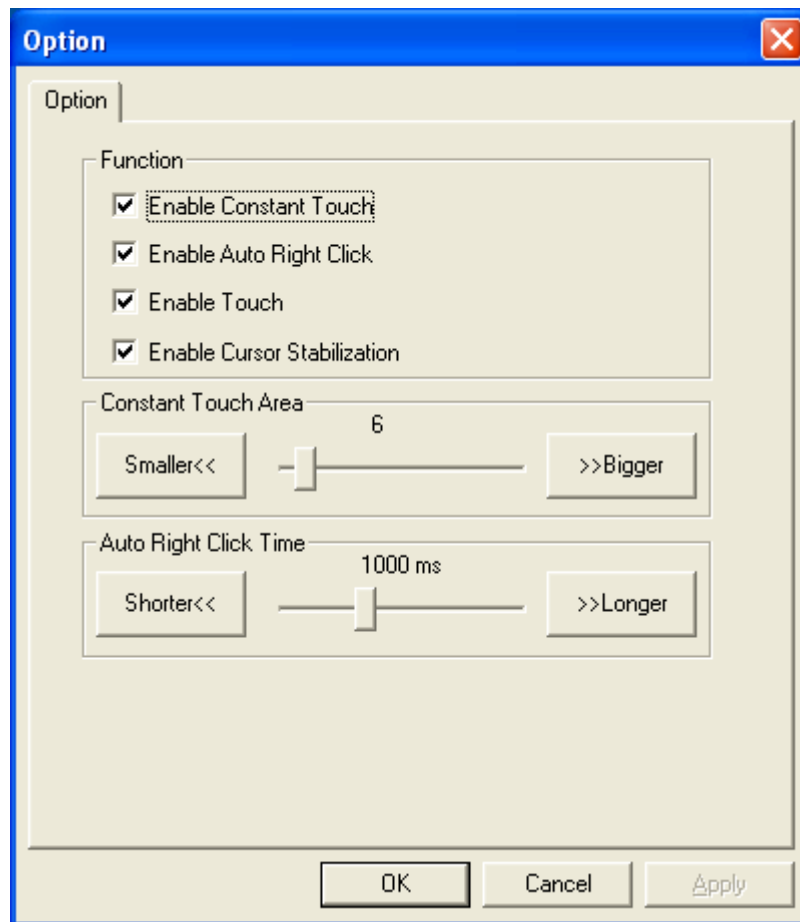 Option
Option
Function
Enable Constant Touch
Enable Auto Right Click
Enable Touch
Enable Cursor Stabilization
Constant Touch Area
6
Smaller<<
>>Bigger
Auto Right Click Time
1000 ms
Shorter<<
>>Longer
OK
Cancel
Apply